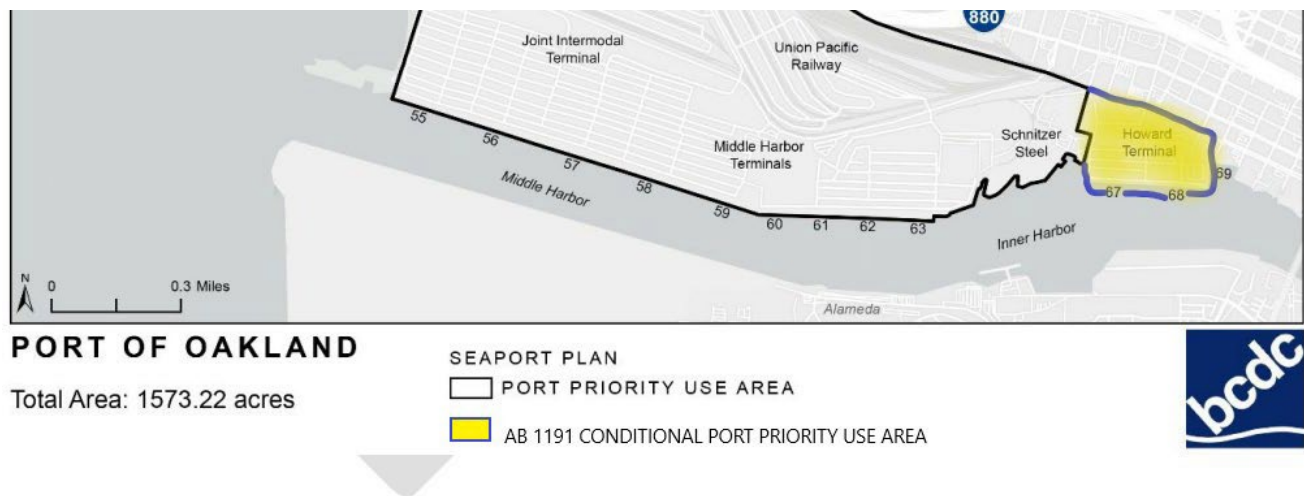 880
Joint Intermodal
Terminal
Union Pacific
Railway
Schnitzer
Steel
Howard
Terminal
Middle Harbor
Terminals
55
56
57
58
59
60
61
62
63
67
68
69
Middle Harbor
Inner Harbor
Alameda
N
0 0.3 Miles
PORT OF OAKLAND
Total Area: 1573.22 acres
SEAPORT PLAN
PORT PRIORITY USE AREA
AB 1191 CONDITIONAL PORT PRIORITY USE AREA
bcdc